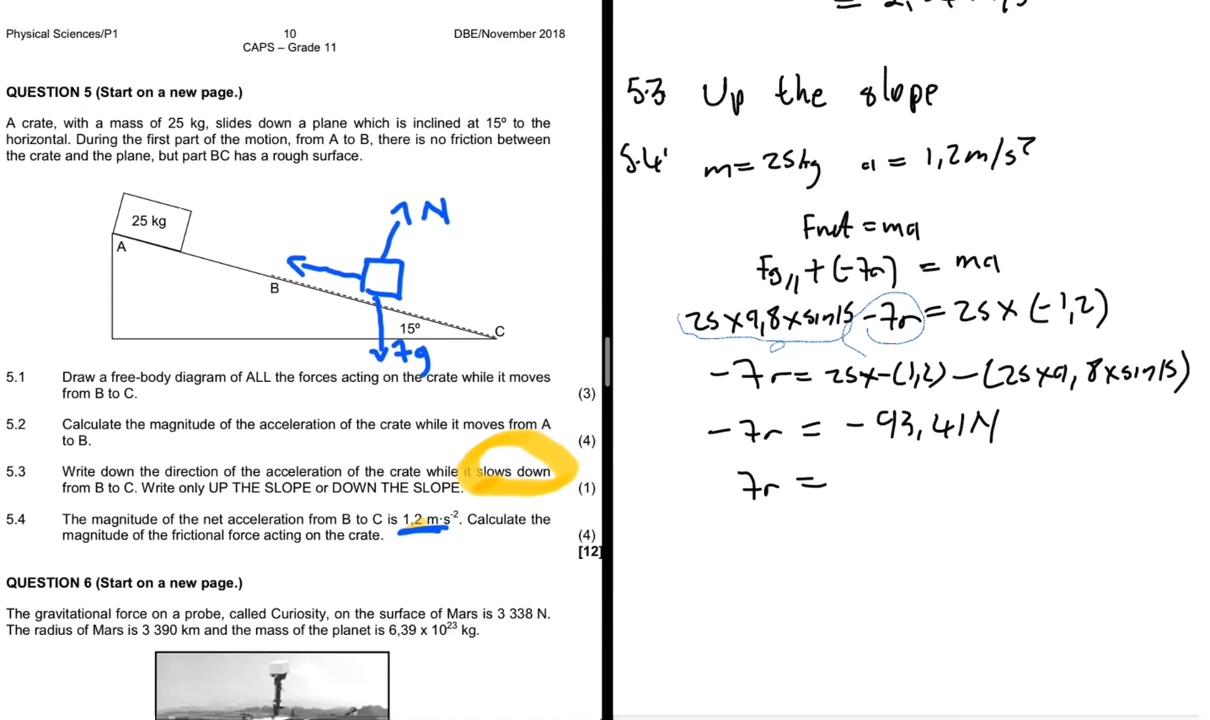 Physical Sciences/P1 10 DBE/November 2018
CAPS – Grade 11
QUESTION 5 (Start on a new page.)
A crate, with a mass of 25 kg, slides down a plane which is inclined at 15º to the
horizontal. During the first part of the motion, from A to B, there is no friction between
the crate and the plane, but part BC has a rough surface.
25 kg
A
B
15º
C
N
Fg
5.1 Draw a free-body diagram of ALL the forces acting on the crate while it moves
from B to C. (3)
5.2 Calculate the magnitude of the acceleration of the crate while it moves from A
to B. (4)
5.3 Write down the direction of the acceleration of the crate while it slows down
from B to C. Write only UP THE SLOPE or DOWN THE SLOPE. (1)
5.4 The magnitude of the net acceleration from B to C is 1,2 m·s-2. Calculate the
magnitude of the frictional force acting on the crate. (4)
[12]
QUESTION 6 (Start on a new page.)
The gravitational force on a probe, called Curiosity, on the surface of Mars is 3 338 N.
The radius of Mars is 3 390 km and the mass of the planet is 6,39 x 10²³ kg.
5.3 Up the slope
5.4 m = 25kg a = 1,2m/s²
Fnet = ma
Fg// + (-Fr) = ma
25 x 9,8 x sin15 - Fr = 25 x (-1,2)
- Fr = 25 x -(1,2) - (25 x 9,8 x sin15)
- Fr = - 93,41N
Fr =